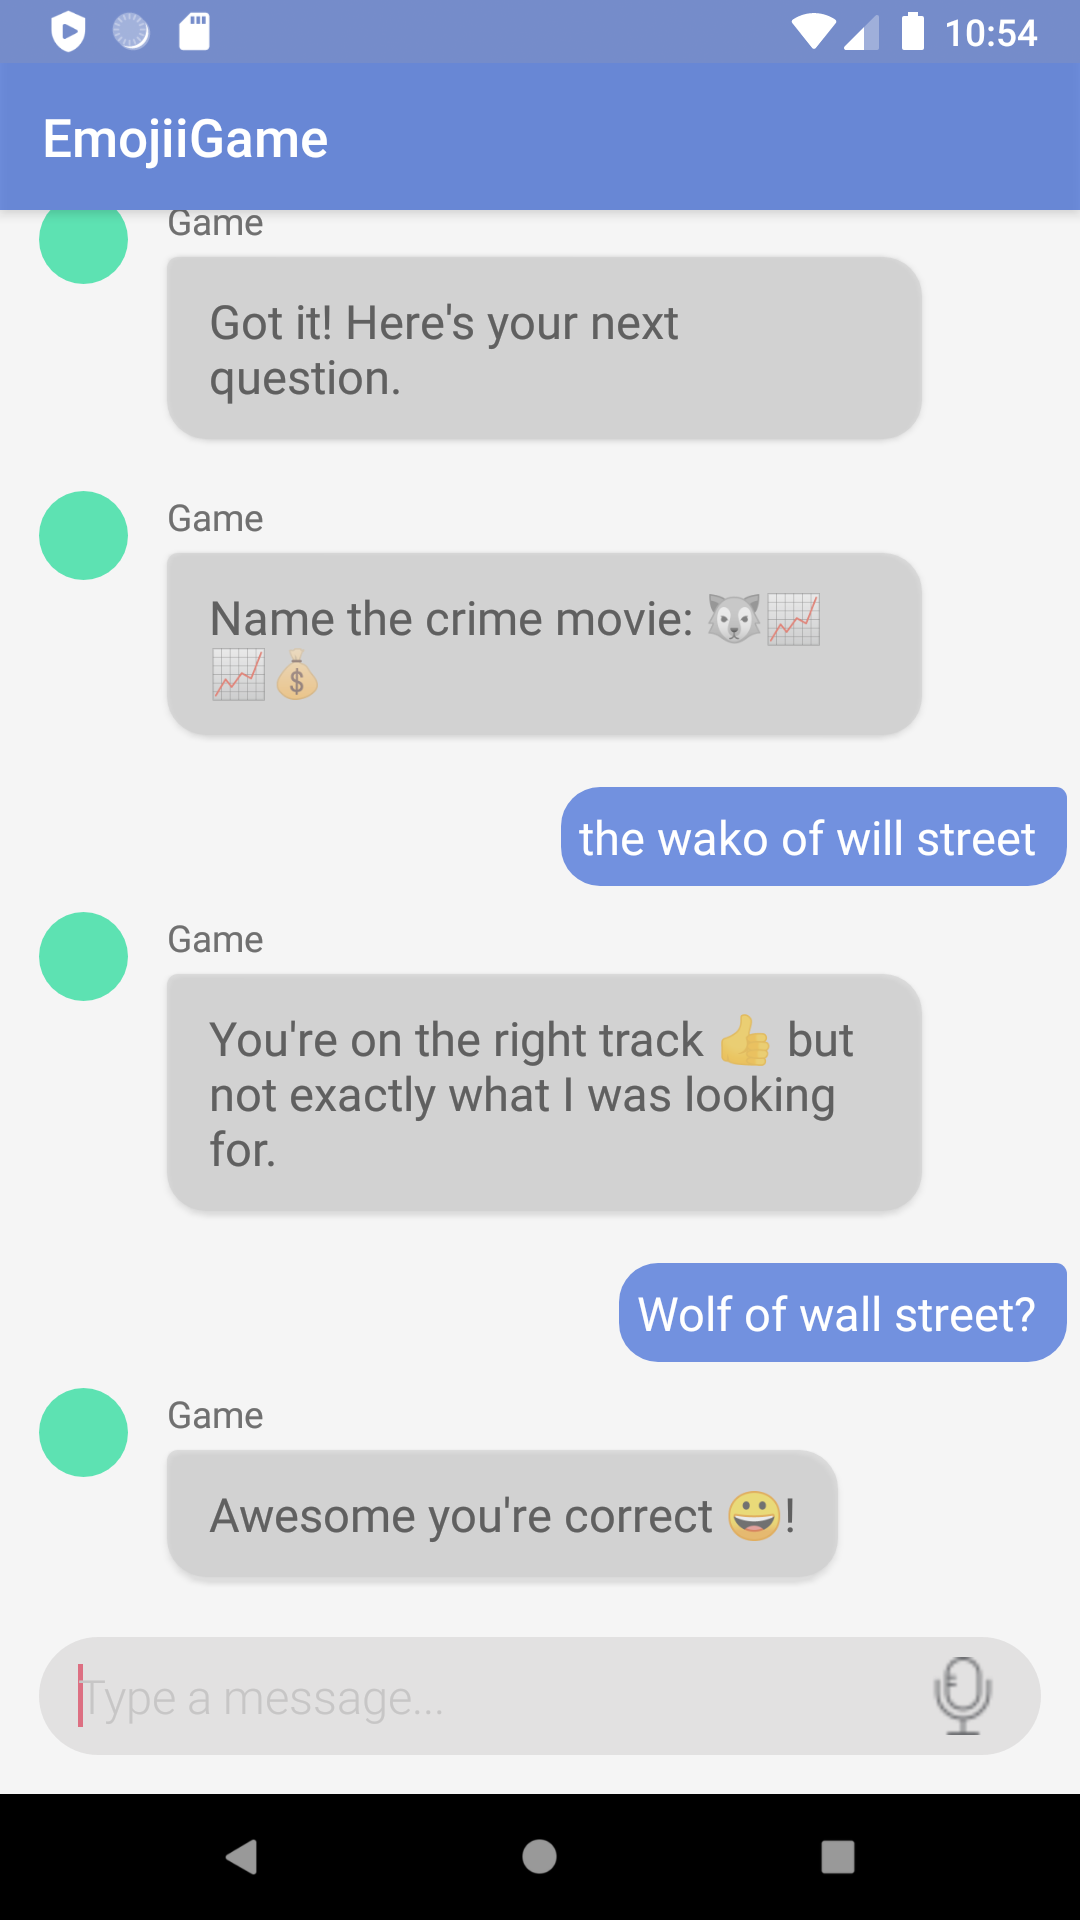 10:54
EmojiiGame
Game
Got it! Here's your next
question.
Game
Name the crime movie: 🐺📈
📈💰
the wako of will street
Game
You're on the right track 👍 but
not exactly what I was looking
for.
Wolf of wall street?
Game
Awesome you're correct 😀!
Type a message...